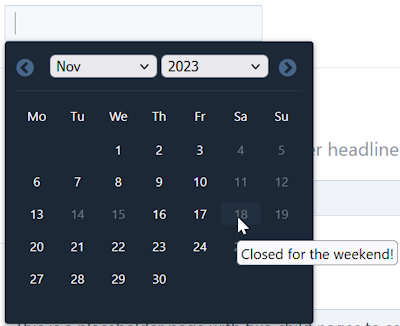 Nov 2023
Mo Tu We Th Fr Sa Su
1 2 3 4 5
6 7 8 9 10 11 12
er headline
13 14 15 16 17 18 19
20 21 22 23 24
Closed for the weekend!
27 28 29 30